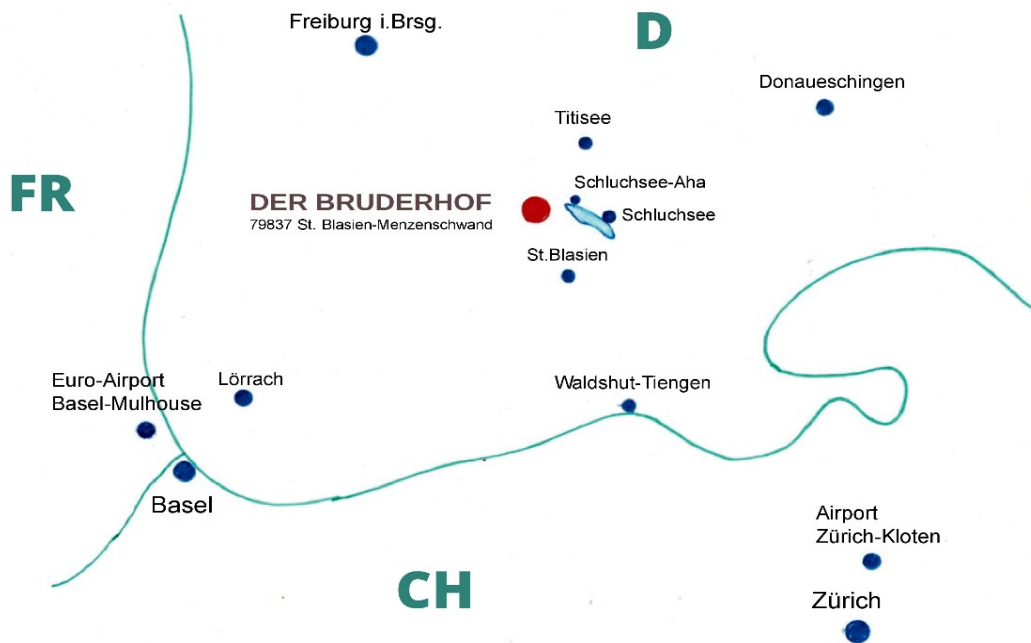 Freiburg i.Brsg.
D
Donaueschingen
Titisee
FR
Schluchsee-Aha
DER BRUDERHOF
79837 St. Blasien-Menzenschwand
Schluchsee
St.Blasien
Euro-Airport
Basel-Mulhouse
Lörrach
Waldshut-Tiengen
Basel
Airport
Zürich-Kloten
CH
Zürich